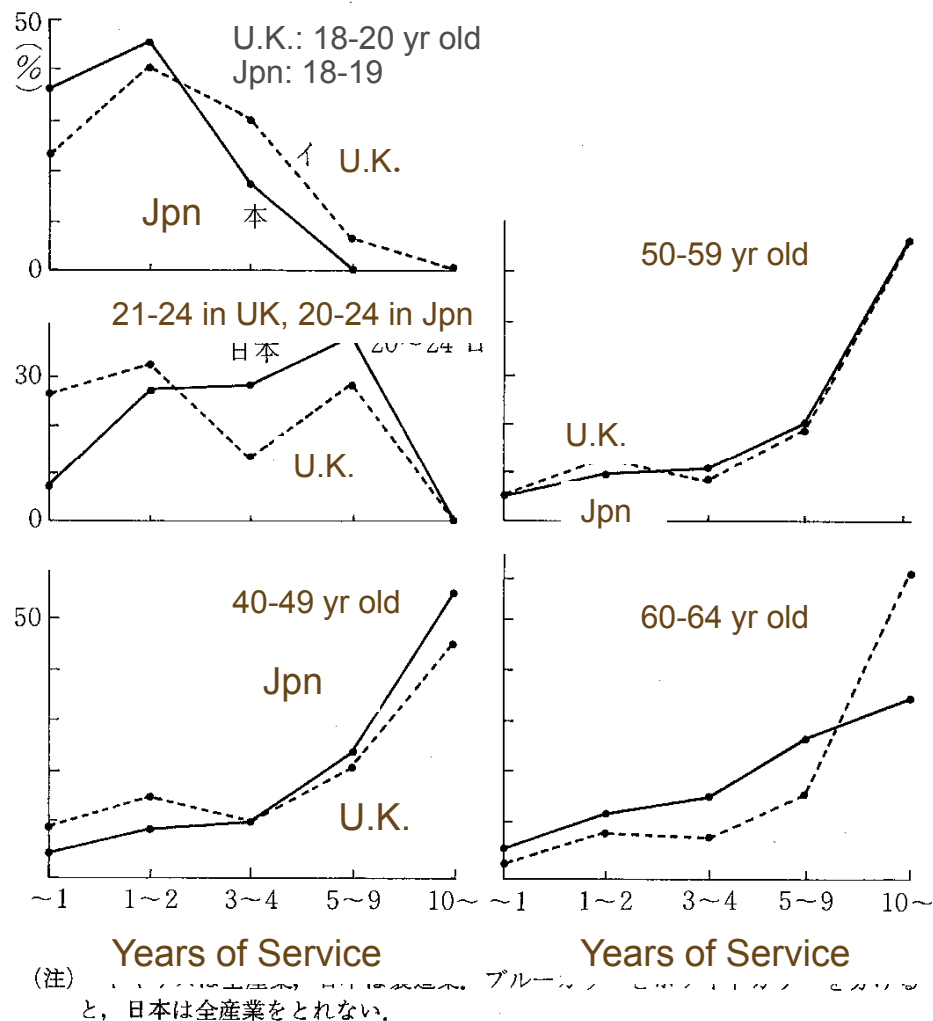 50
(%)
U.K.: 18-20 yr old
Jpn: 18-19
イ
U.K.
Jpn
本
0
50-59 yr old
21-24 in UK, 20-24 in Jpn
日本
20～24
30
U.K.
U.K.
0
Jpn
40-49 yr old
60-64 yr old
50
Jpn
U.K.
～1 1～2 3～4 5～9 10～
～1 1～2 3～4 5～9 10～
Years of Service
Years of Service
(注)
と，日本は全産業をとれない．